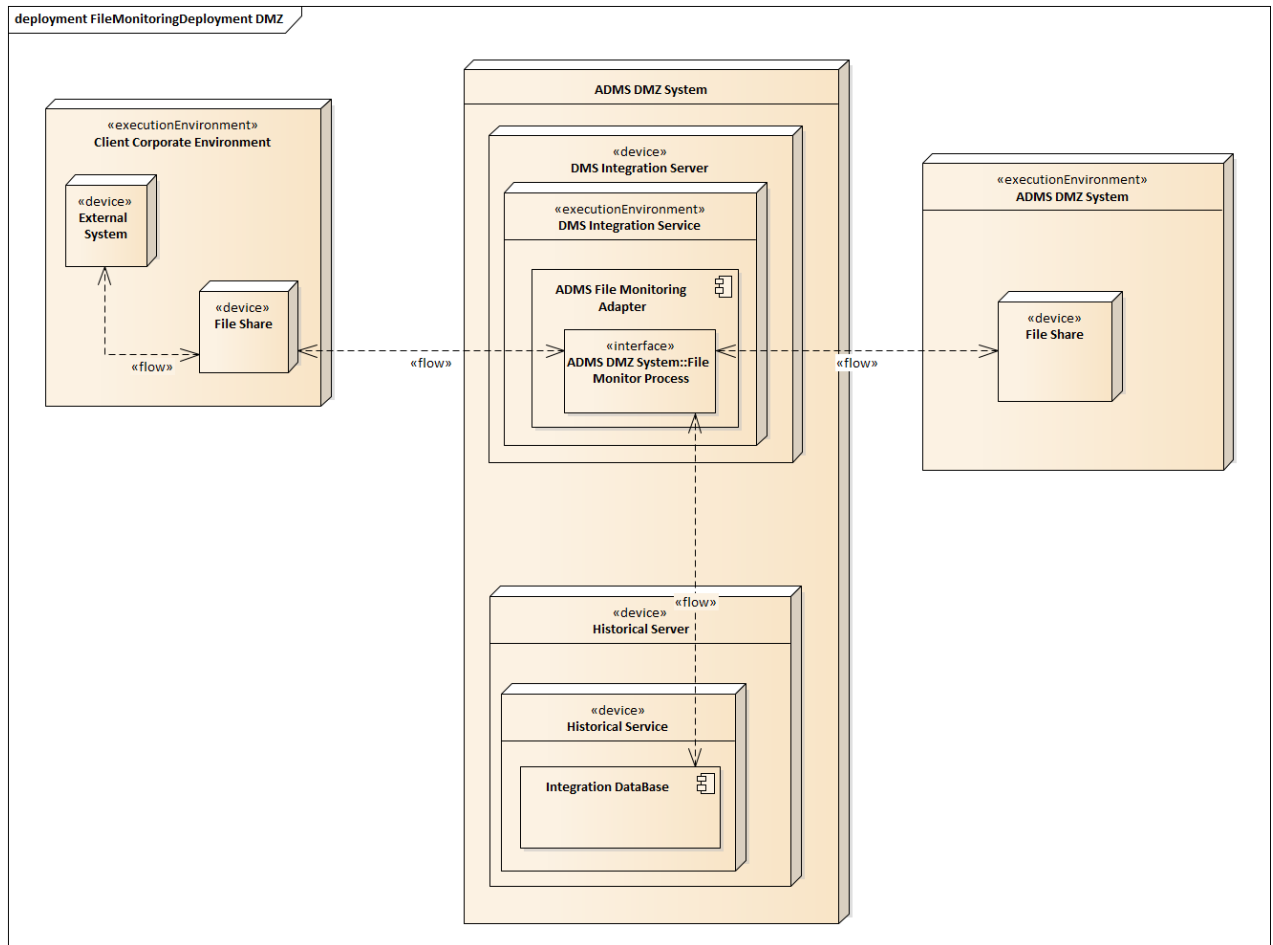 deployment FileMonitoringDeployment DMZ
«executionEnvironment»
Client Corporate Environment
«device»
External
System
«device»
File Share
«flow»
«flow»
ADMS DMZ System
«device»
DMS Integration Server
«executionEnvironment»
DMS Integration Service
ADMS File Monitoring
Adapter
«interface»
ADMS DMZ System::File
Monitor Process
«flow»
«executionEnvironment»
ADMS DMZ System
«device»
File Share
«flow»
«device»
Historical Server
«device»
Historical Service
Integration DataBase